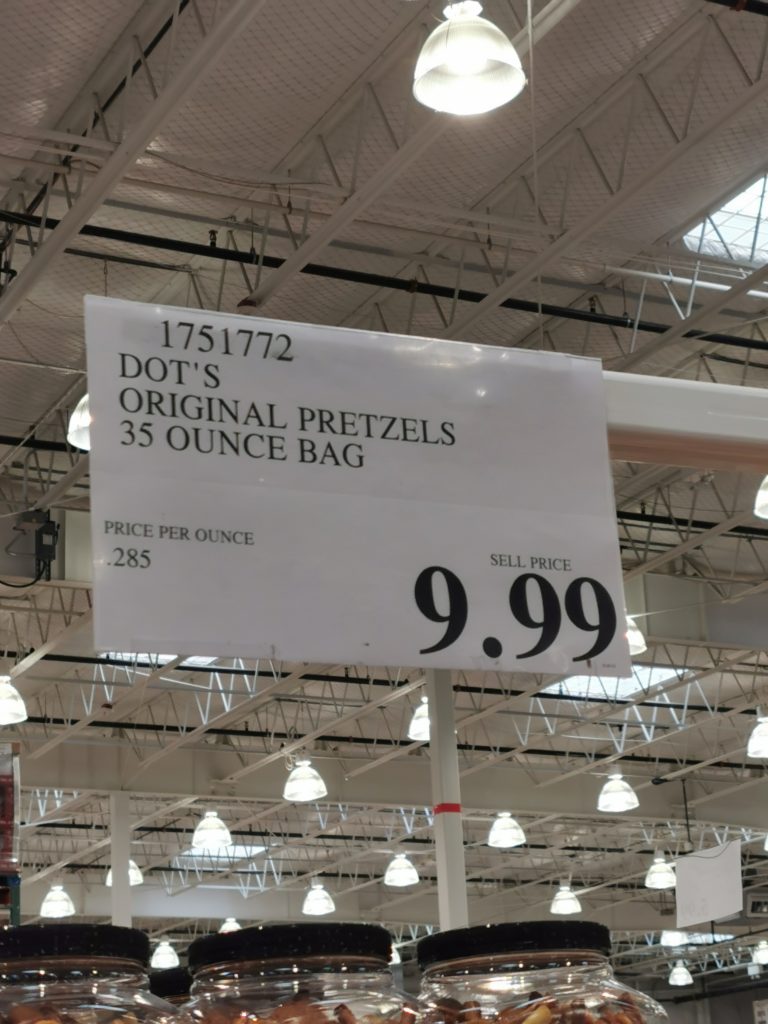 1751772
DOT'S
ORIGINAL PRETZELS
35 OUNCE BAG
PRICE PER OUNCE
.285
SELL PRICE
9.99